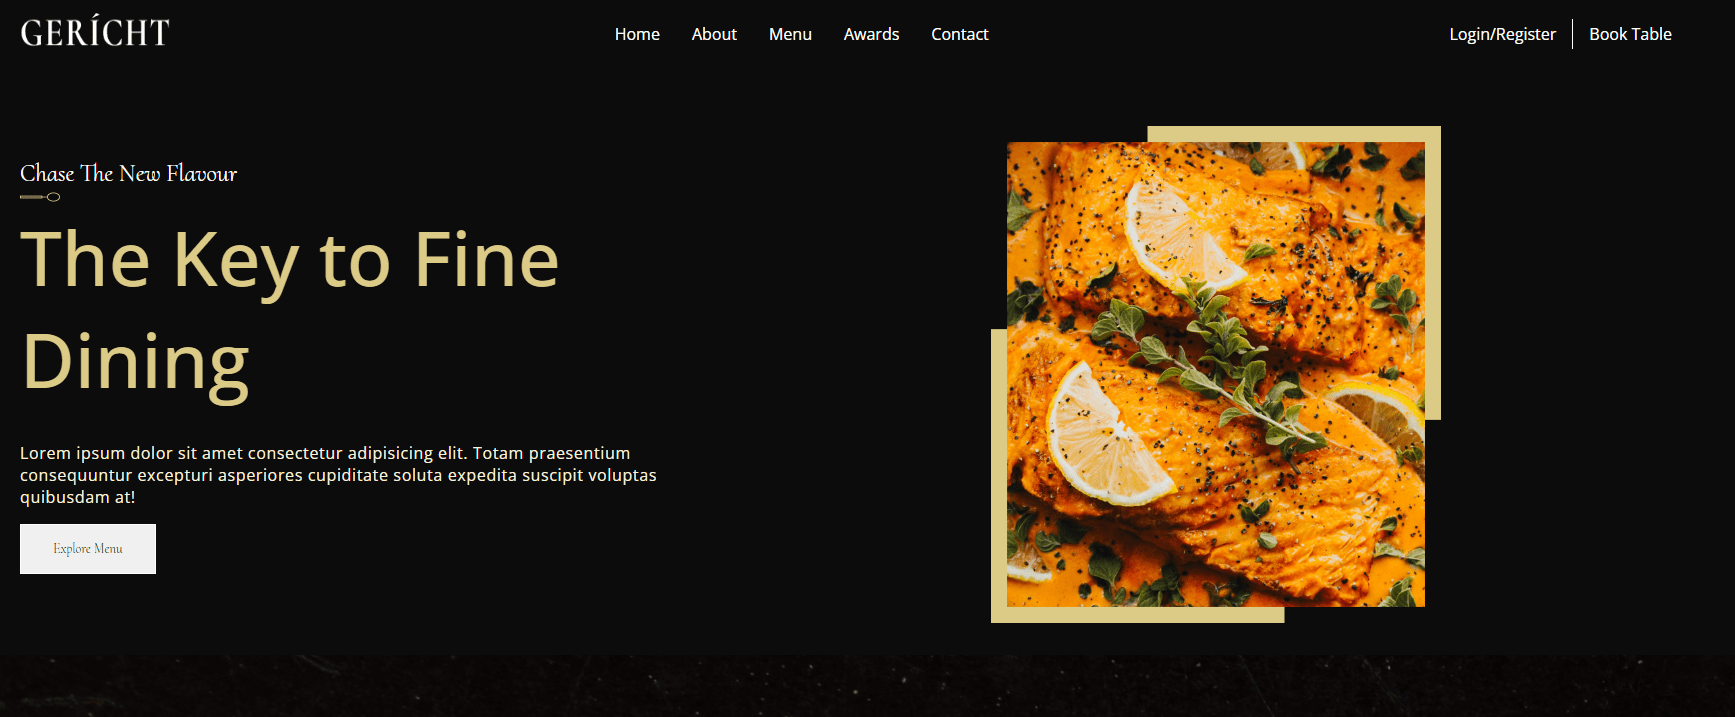 GERÍCHT
Home About Menu Awards Contact
Login/Register Book Table
Chase The New Flavour
The Key to Fine
Dining
Lorem ipsum dolor sit amet consectetur adipisicing elit. Totam praesentium
consequuntur excepturi asperiores cupiditate soluta expedita suscipit voluptas
quibusdam at!
Explore Menu